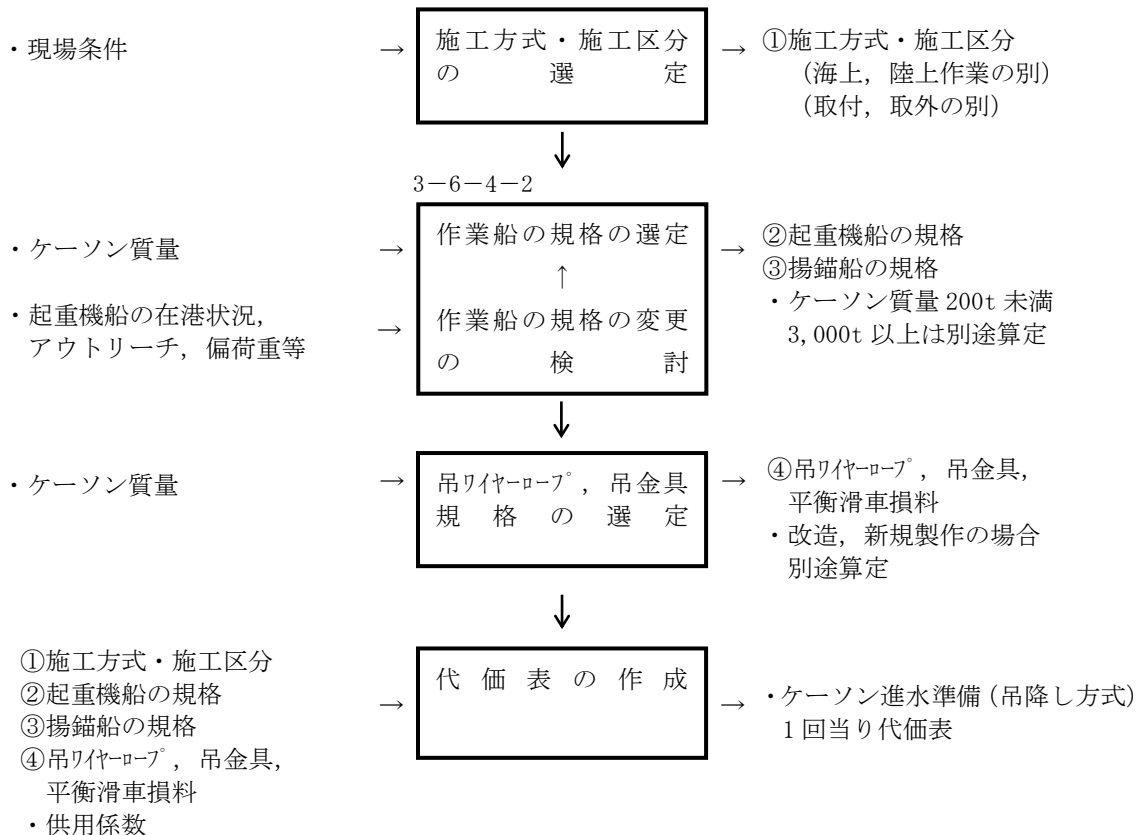 ・現場条件 → 施工方式・施工区分 → ①施工方式・施工区分
の選定 (海上，陸上作業の別)
(取付，取外の別)
↓
3－6－4－2
・ケーソン質量 → 作業船の規格の選定 → ②起重機船の規格
↑ ③揚錨船の規格
・起重機船の在港状況， → 作業船の規格の変更 ・ケーソン質量 200t 未満
アウトリーチ，偏荷重等 の検討 3,000t 以上は別途算定
↓
・ケーソン質量 → 吊ﾜｲﾔｰﾛｰﾌﾟ，吊金具 → ④吊ﾜｲﾔｰﾛｰﾌﾟ，吊金具，
規格の選定 平衡滑車損料
・改造，新規製作の場合
別途算定
↓
①施工方式・施工区分
②起重機船の規格
③揚錨船の規格
④吊ﾜｲﾔｰﾛｰﾌﾟ，吊金具，
平衡滑車損料
・供用係数
→ 代価表の作成 → ・ケーソン進水準備(吊降し方式)
1回当り代価表